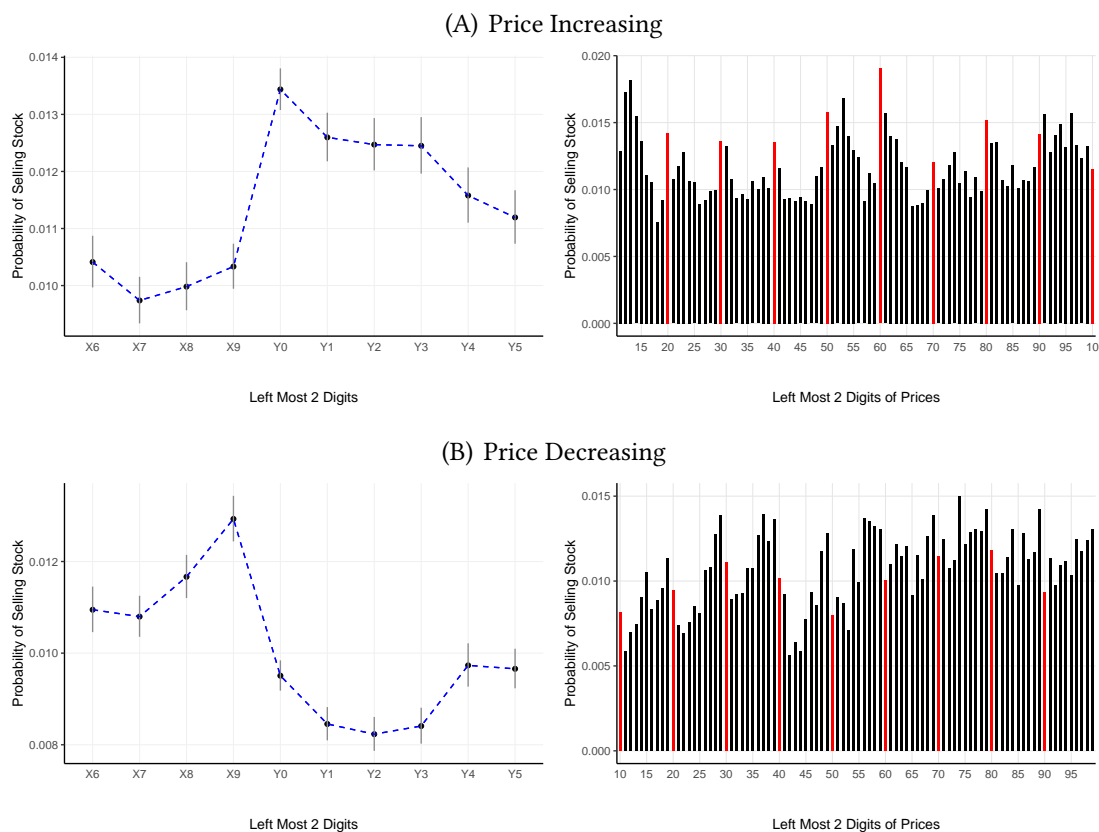 (A) Price Increasing
Probability of Selling Stock
0.014
0.013
0.012
0.011
0.010
X6 X7 X8 X9 Y0 Y1 Y2 Y3 Y4 Y5
Left Most 2 Digits
Probability of Selling Stock
0.020
0.015
0.010
0.005
0.000
15 20 25 30 35 40 45 50 55 60 65 70 75 80 85 90 95 10
Left Most 2 Digits of Prices
(B) Price Decreasing
Probability of Selling Stock
0.012
0.010
0.008
X6 X7 X8 X9 Y0 Y1 Y2 Y3 Y4 Y5
Left Most 2 Digits
Probability of Selling Stock
0.015
0.010
0.005
0.000
10 15 20 25 30 35 40 45 50 55 60 65 70 75 80 85 90 95
Left Most 2 Digits of Prices